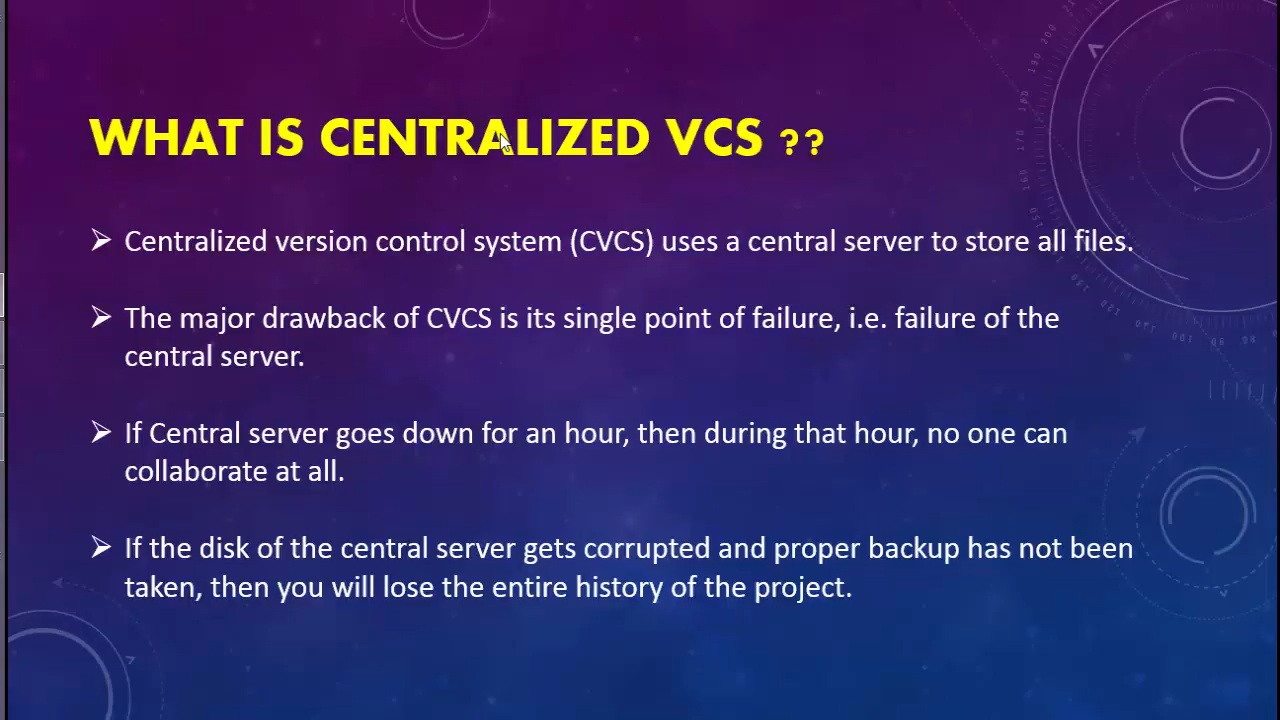 WHAT IS CENTRALIZED VCS ??
Centralized version control system (CVCS) uses a central server to store all files.
The major drawback of CVCS is its single point of failure, i.e. failure of the
central server.
If Central server goes down for an hour, then during that hour, no one can
collaborate at all.
If the disk of the central server gets corrupted and proper backup has not been
taken, then you will lose the entire history of the project.